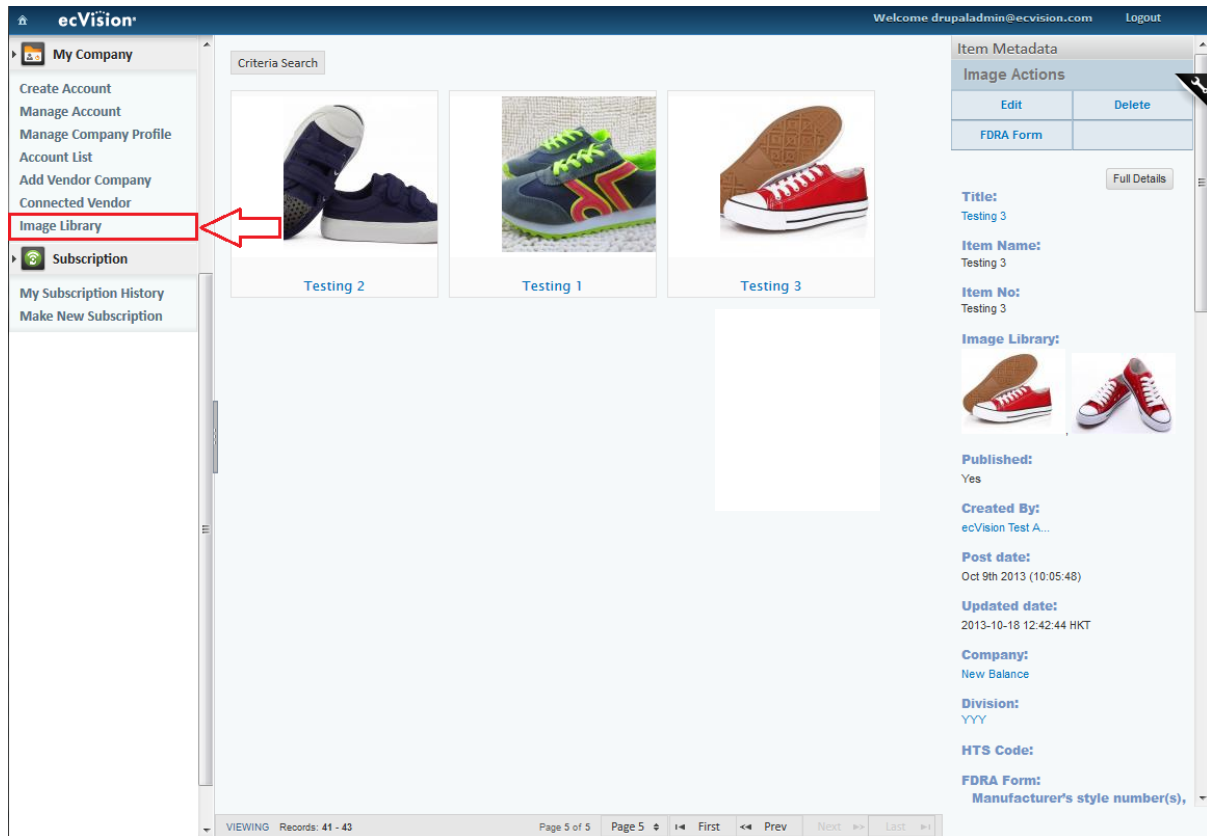 ecVision
Welcome drupaladmin@ecvision.com Logout
My Company
Create Account
Manage Account
Manage Company Profile
Account List
Add Vendor Company
Connected Vendor
Image Library
Subscription
My Subscription History
Make New Subscription
Criteria Search
Testing 2
Testing 1
Testing 3
VIEWING Records: 41 - 43 Page 5 of 5 Page 5 First Prev Next Last
Item Metadata
Image Actions
Edit Delete
FDRA Form
Full Details
Title:
Testing 3
Item Name:
Testing 3
Item No:
Testing 3
Image Library:
,
Published:
Yes
Created By:
ecVision Test A...
Post date:
Oct 9th 2013 (10:05:48)
Updated date:
2013-10-18 12:42:44 HKT
Company:
New Balance
Division:
YYY
HTS Code:
FDRA Form:
Manufacturer's style number(s),